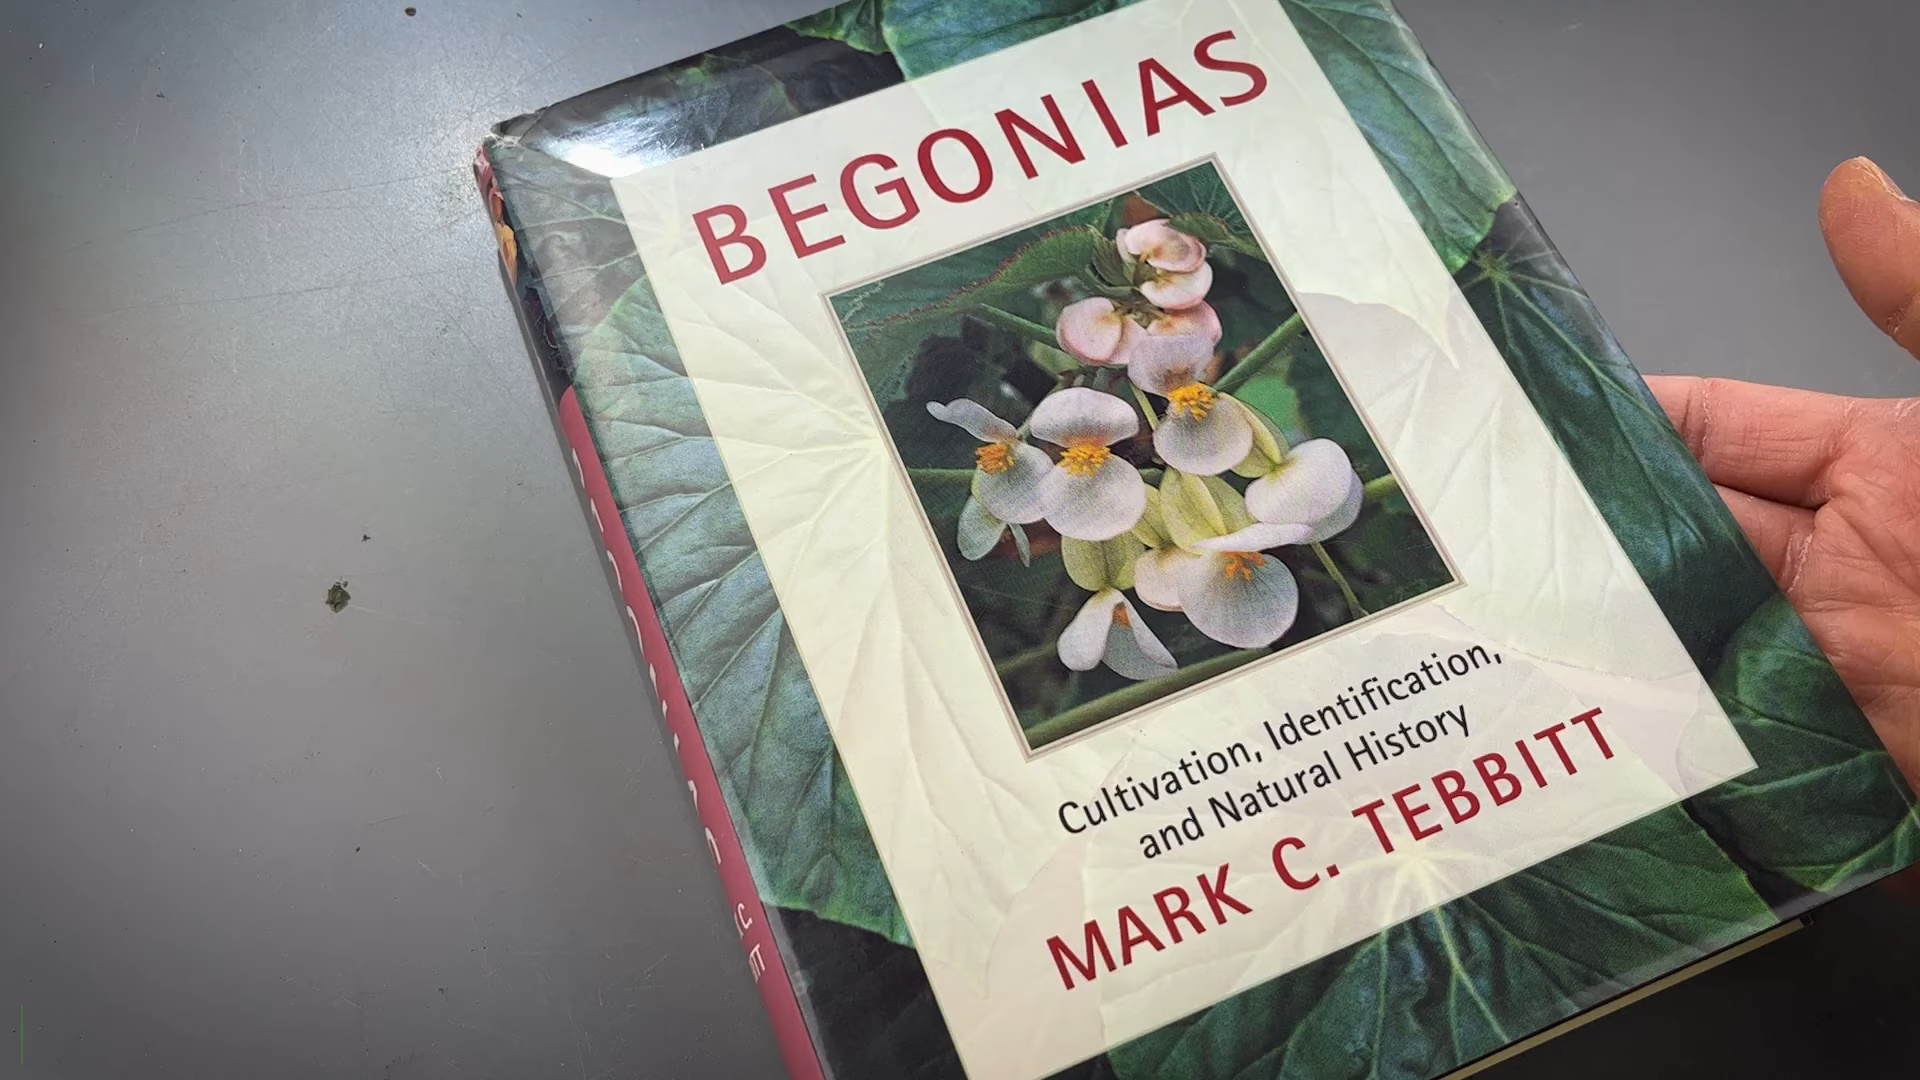 BEGONIAS
Cultivation, Identification,
and Natural History
MARK C. TEBBITT